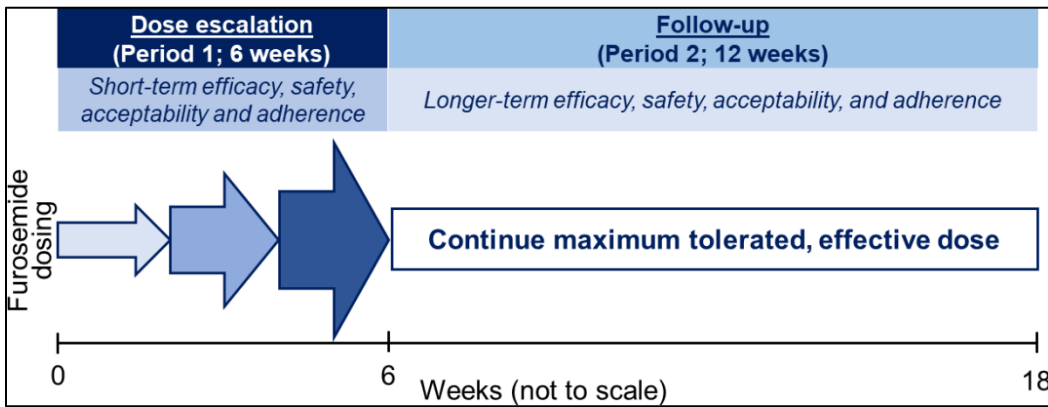 Dose escalation
(Period 1; 6 weeks)
Follow-up
(Period 2; 12 weeks)
Short-term efficacy, safety,
acceptability and adherence
Longer-term efficacy, safety, acceptability, and adherence
Furosemide
dosing
Continue maximum tolerated, effective dose
0
6
18
Weeks (not to scale)